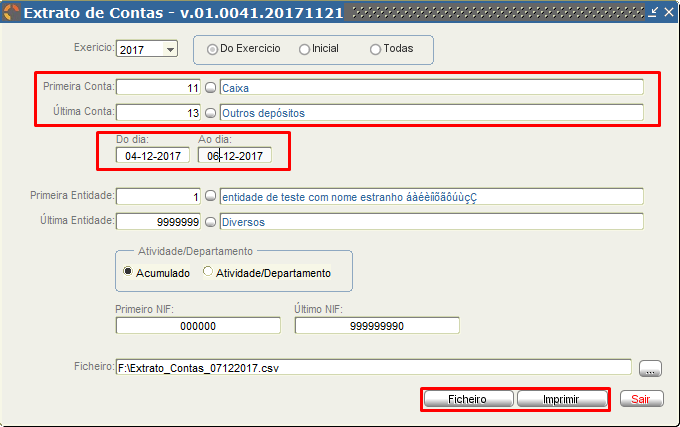 Extrato de Contas - v.01.0041.20171121
Exericio: 2017 Do Exercicio Inicial Todas
Primeira Conta: 11 Caixa
Última Conta: 13 Outros depósitos
Do dia: Ao dia:
04-12-2017 06-12-2017
Primeira Entidade: 1 entidade de teste com nome estranho áàéèíîõãôúùçÇ
Última Entidade: 9999999 Diversos
Atividade/Departamento
Acumulado Atividade/Departamento
Primeiro NIF: Último NIF:
000000 999999990
Ficheiro: F:\Extrato_Contas_07122017.csv ...
Ficheiro Imprimir Sair